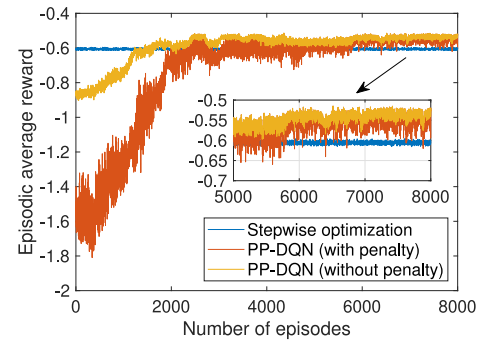 -0.4
-0.6
-0.8
-1
-1.2
-1.4
-1.6
-1.8
-2
Episodic average reward
0 2000 4000 6000 8000
Number of episodes
-0.5
-0.55
-0.6
-0.65
-0.7
5000 6000 7000 8000
Stepwise optimization
PP-DQN (with penalty)
PP-DQN (without penalty)